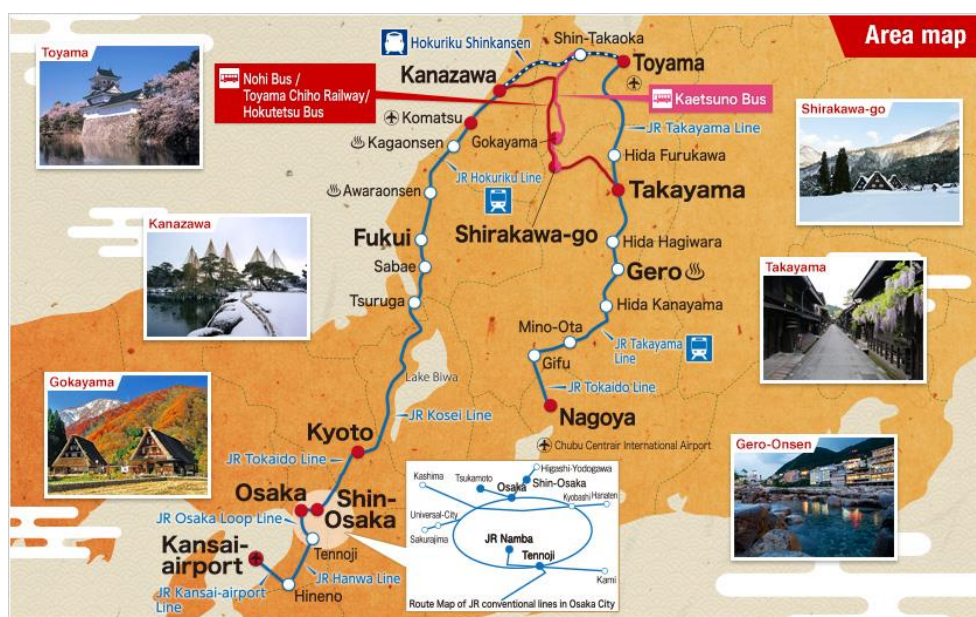 Area map
Toyama
Hokuriku Shinkansen
Shin-Takaoka
Toyama
Kanazawa
Nohi Bus /
Toyama Chiho Railway/
Hokutetsu Bus
Kaetsuno Bus
Komatsu
Gokayama
JR Takayama Line
Shirakawa-go
Kagaonsen
JR Hokuriku Line
Hida Furukawa
Awaraonsen
Takayama
Kanazawa
Fukui
Shirakawa-go
Hida Hagiwara
Sabae
Gero
Takayama
Tsuruga
Hida Kanayama
Mino-Ota
JR Takayama
Line
Gifu
Lake Biwa
JR Tokaido Line
Gokayama
JR Kosei Line
Nagoya
Kyoto
Chubu Centrair International Airport
Gero-Onsen
JR Tokaido Line
Osaka
Shin-
Osaka
JR Osaka Loop Line
Tennoji
Kansai-
airport
JR Hanwa Line
JR Kansai-airport
Line
Hineno
Higashi-Yodogawa
Kashima
Tsukamoto
Shin-Osaka
Osaka
Kyobashi
Hanaten
Universal-City
Sakurajima
JR Namba
Tennoji
Kami
Route Map of JR conventional lines in Osaka City